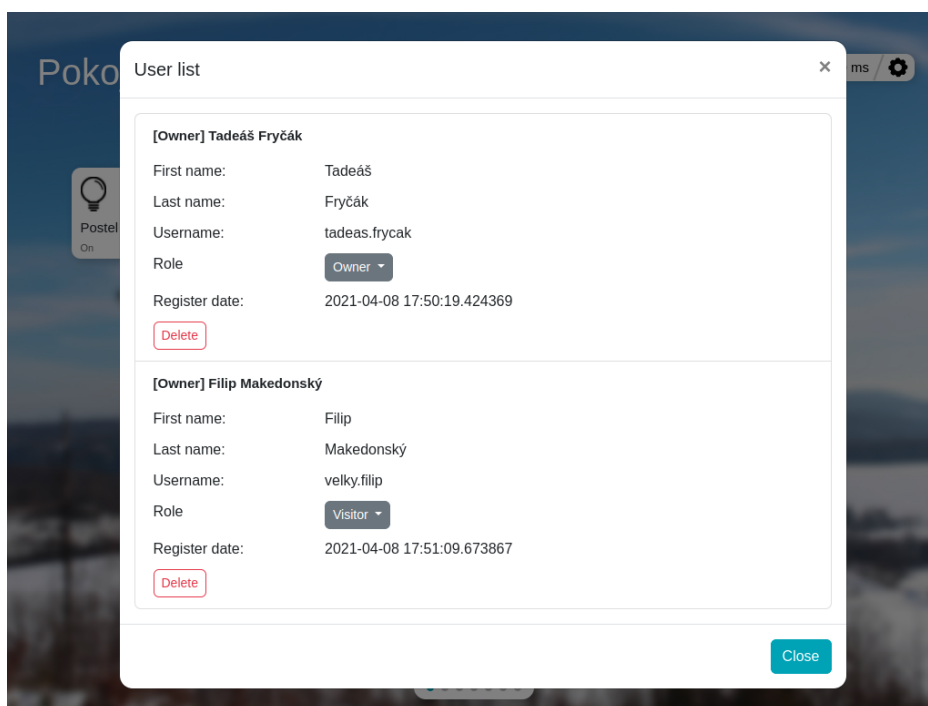 User list ×
ms
[Owner] Tadeáš Fryčák
First name: Tadeáš
Last name: Fryčák
Username: tadeas.frycak
Role Owner
Register date: 2021-04-08 17:50:19.424369
Delete
[Owner] Filip Makedonský
First name: Filip
Last name: Makedonský
Username: velky.filip
Role Visitor
Register date: 2021-04-08 17:51:09.673867
Delete
Close
Postel
On